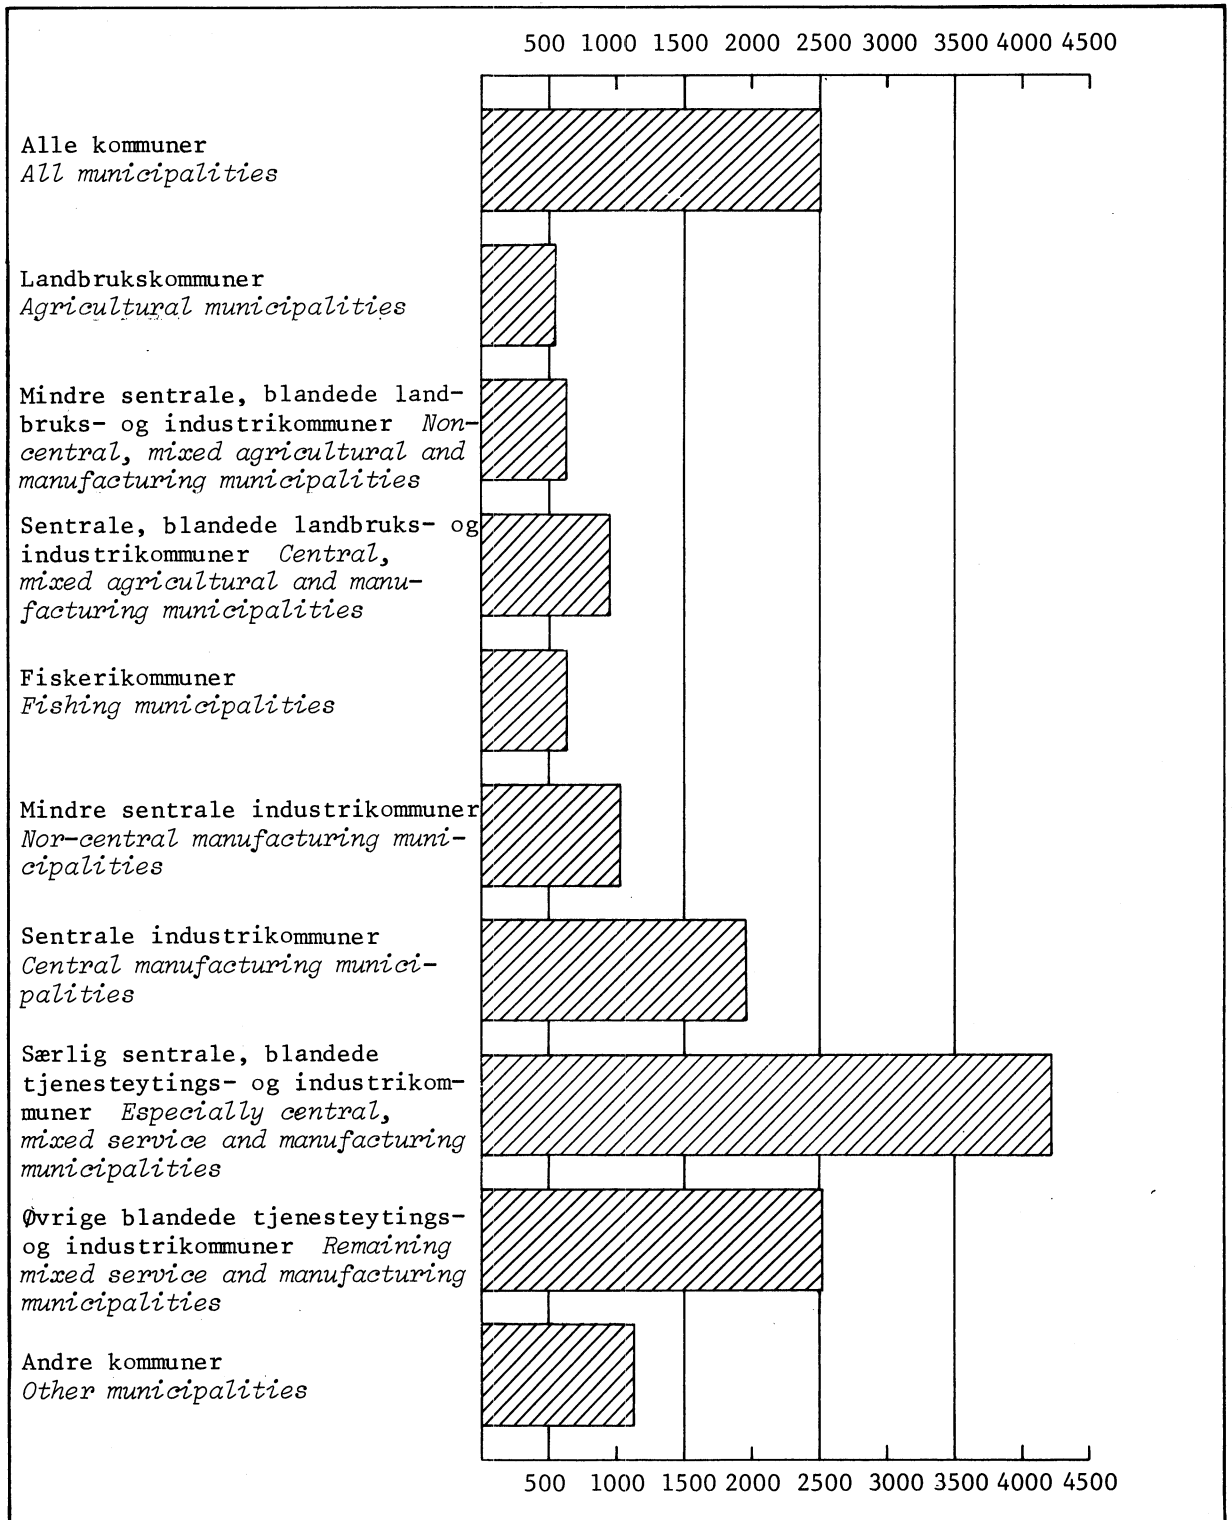 500 1000 1500 2000 2500 3000 3500 4000 4500
Alle kommuner
All municipalities
Landbrukskommuner
Agricultural municipalities
Mindre sentrale, blandede land-
bruks- og industrikommuner Non-
central, mixed agricultural and
manufacturing municipalities
Sentrale, blandede landbruks- og
industrikommuner Central,
mixed agricultural and manu-
facturing municipalities
Fiskerikommuner
Fishing municipalities
Mindre sentrale industrikommuner
Nor-central manufacturing muni-
cipalities
Sentrale industrikommuner
Central manufacturing munici-
palities
Særlig sentrale, blandede
tjenesteytings- og industrikom-
muner Especially central,
mixed service and manufacturing
municipalities
Øvrige blandede tjenesteytings-
og industrikommuner Remaining
mixed service and manufacturing
municipalities
Andre kommuner
Other municipalities
500 1000 1500 2000 2500 3000 3500 4000 4500